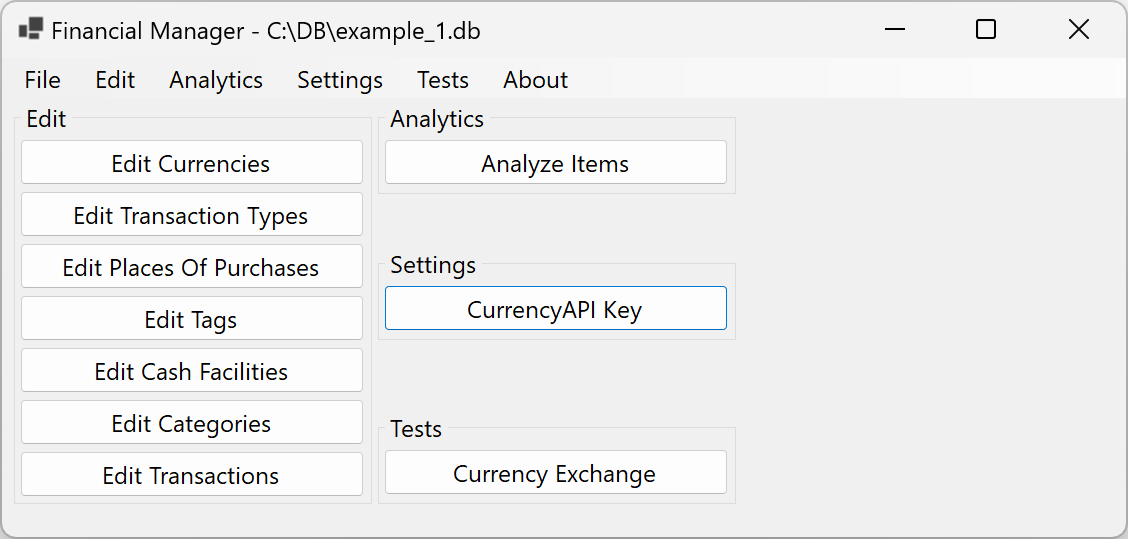 Financial Manager - C:\DB\example_1.db
File Edit Analytics Settings Tests About
Edit
Edit Currencies
Edit Transaction Types
Edit Places Of Purchases
Edit Tags
Edit Cash Facilities
Edit Categories
Edit Transactions
Analytics
Analyze Items
Settings
CurrencyAPI Key
Tests
Currency Exchange